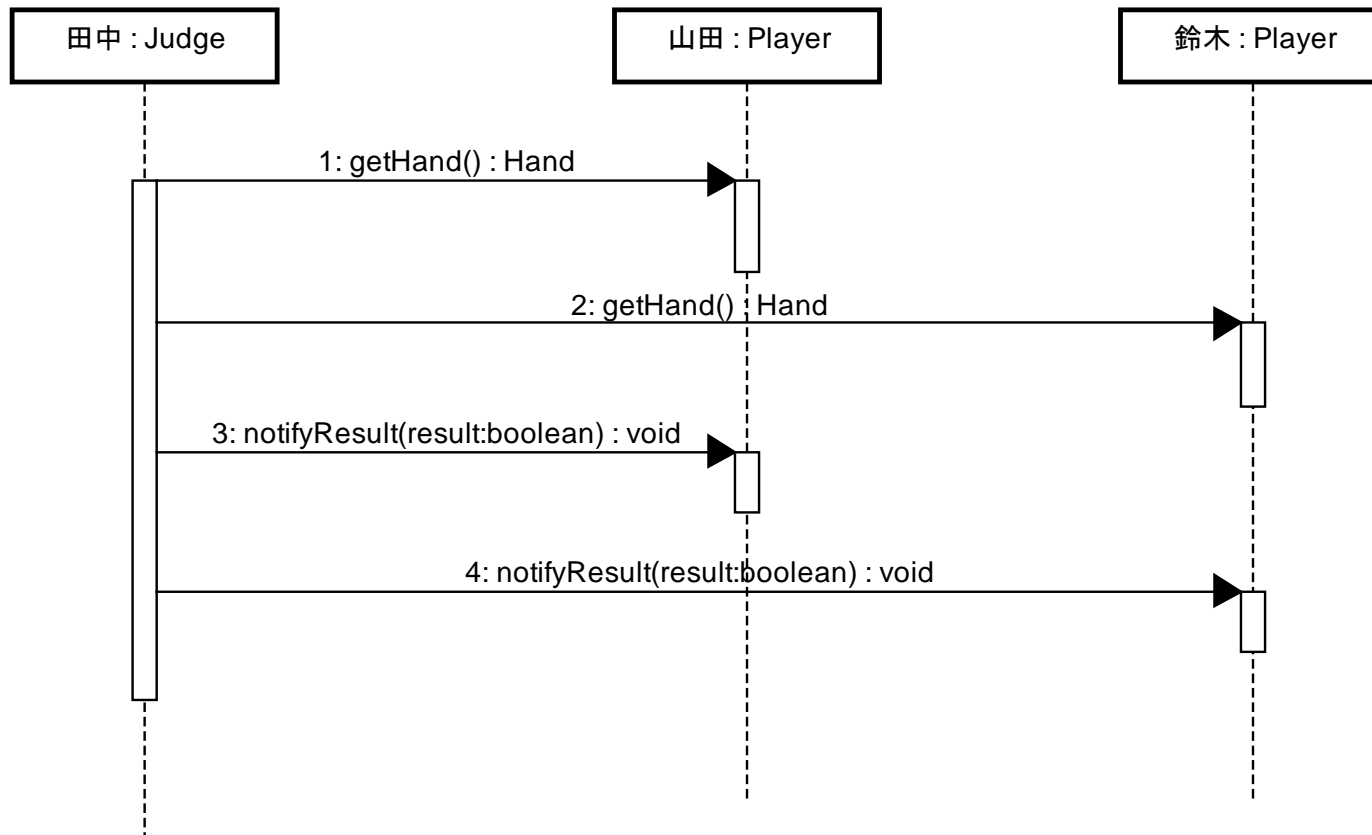 田中 : Judge
山田 : Player
鈴木 : Player
1: getHand() : Hand
2: getHand() : Hand
3: notifyResult(result:boolean) : void
4: notifyResult(result:boolean) : void